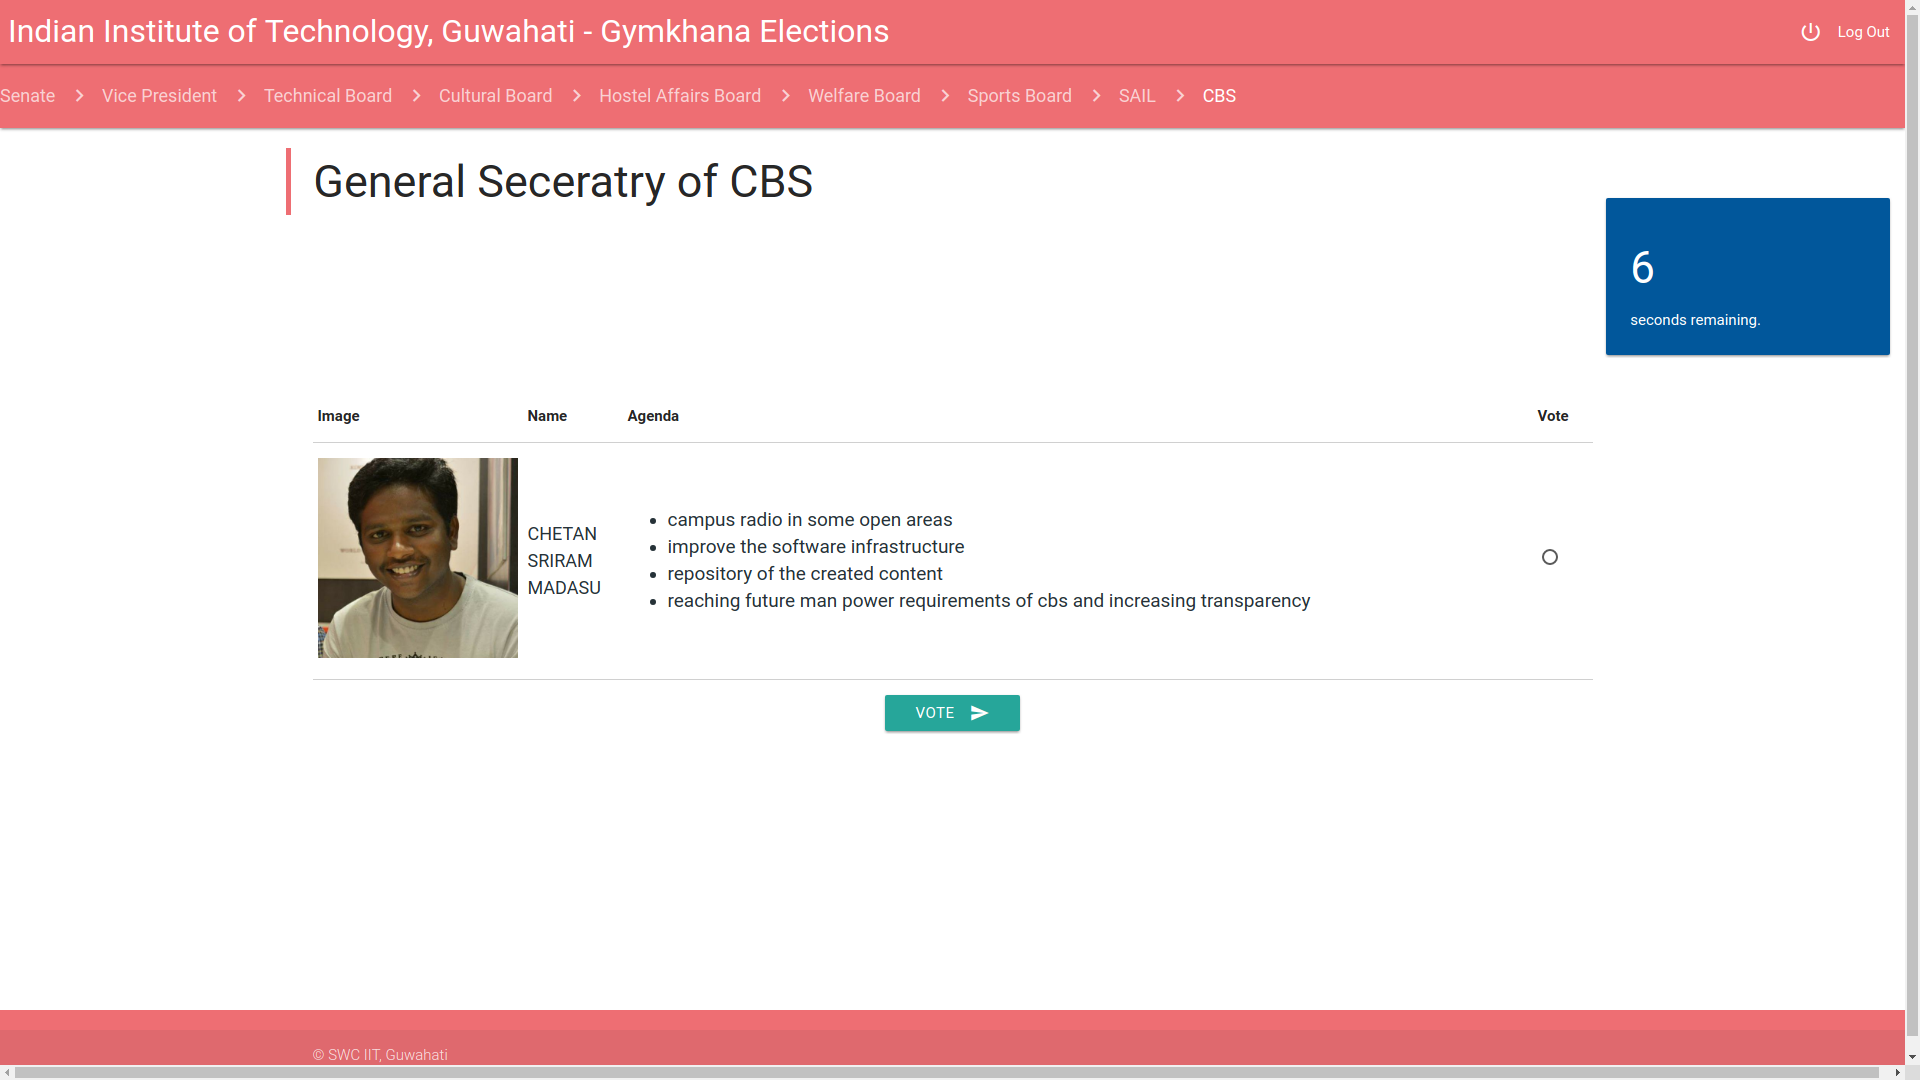 Indian Institute of Technology, Guwahati - Gymkhana Elections
Log Out
Senate > Vice President > Technical Board > Cultural Board > Hostel Affairs Board > Welfare Board > Sports Board > SAIL > CBS
General Seceratry of CBS
6
seconds remaining.
Image Name Agenda Vote
CHETAN
SRIRAM
MADASU
• campus radio in some open areas
• improve the software infrastructure
• repository of the created content
• reaching future man power requirements of cbs and increasing transparency
VOTE
© SWC IIT, Guwahati